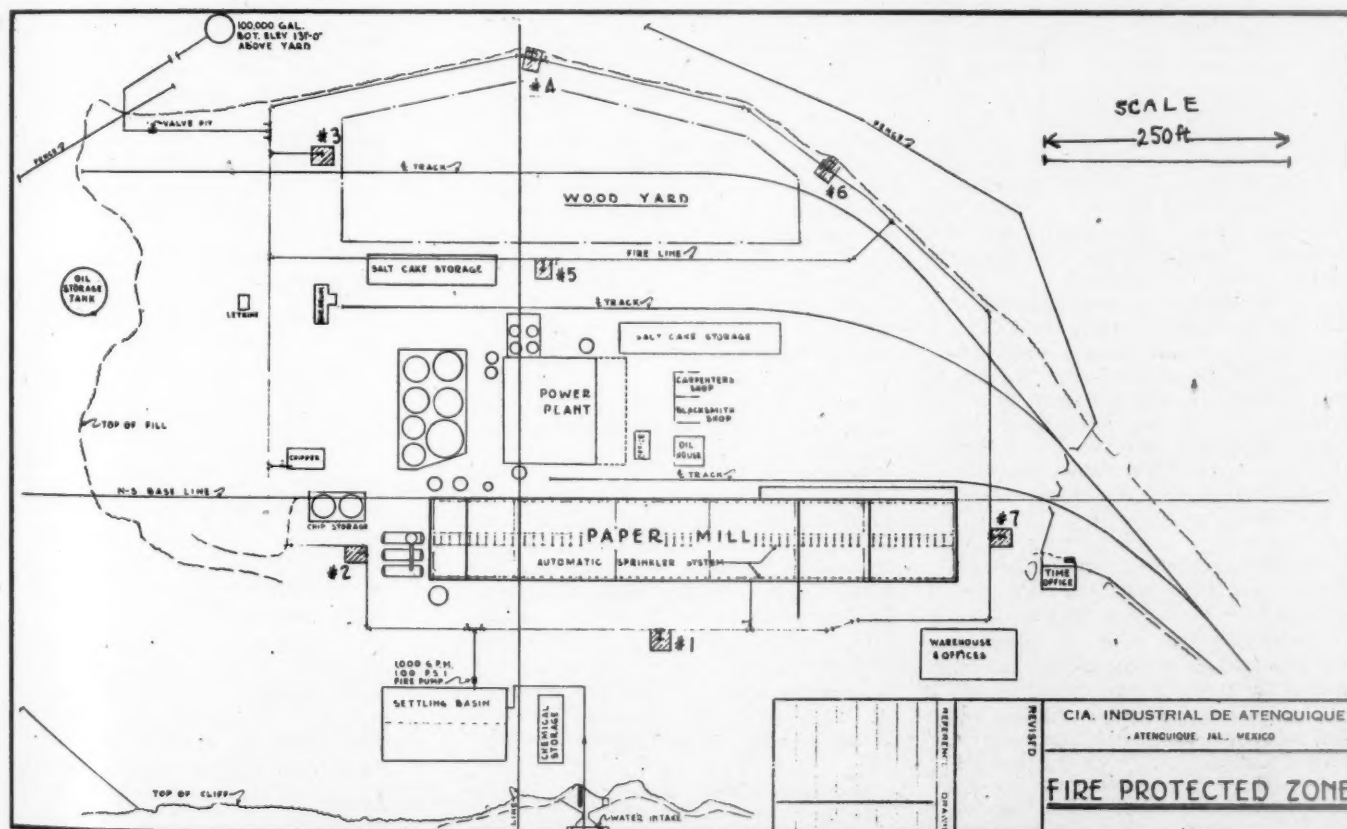 100,000 GAL.
BOT. ELEV 137'-0"
ABOVE YARD
#4
SCALE
250 ft
FENCE
VALVE PIT
#3
FENCE
℄ TRACK
#6
WOOD YARD
FIRE LINE
SALT CAKE STORAGE
#5
OIL
STORAGE
TANK
LETRINE
℄ TRACK
SALT CAKE STORAGE
POWER
PLANT
CARPENTERS
SHOP
BLACKSMITH
SHOP
OIL
HOUSE
TOP OF FILL
CHIPPER
℄ TRACK
N-S BASE LINE
CHIP STORAGE
#7
PAPER MILL
AUTOMATIC SPRINKLER SYSTEM
#2
TIME
OFFICE
#1
WAREHOUSE
& OFFICES
1,000 G.P.M.
100 P.S.I
FIRE PUMP
SETTLING BASIN
CHEMICAL
STORAGE
REVISED
CIA. INDUSTRIAL DE ATENQUIQUE
ATENQUIQUE, JAL. MEXICO
FIRE PROTECTED ZONE
TOP OF CLIFF
LINE
WATER INTAKE